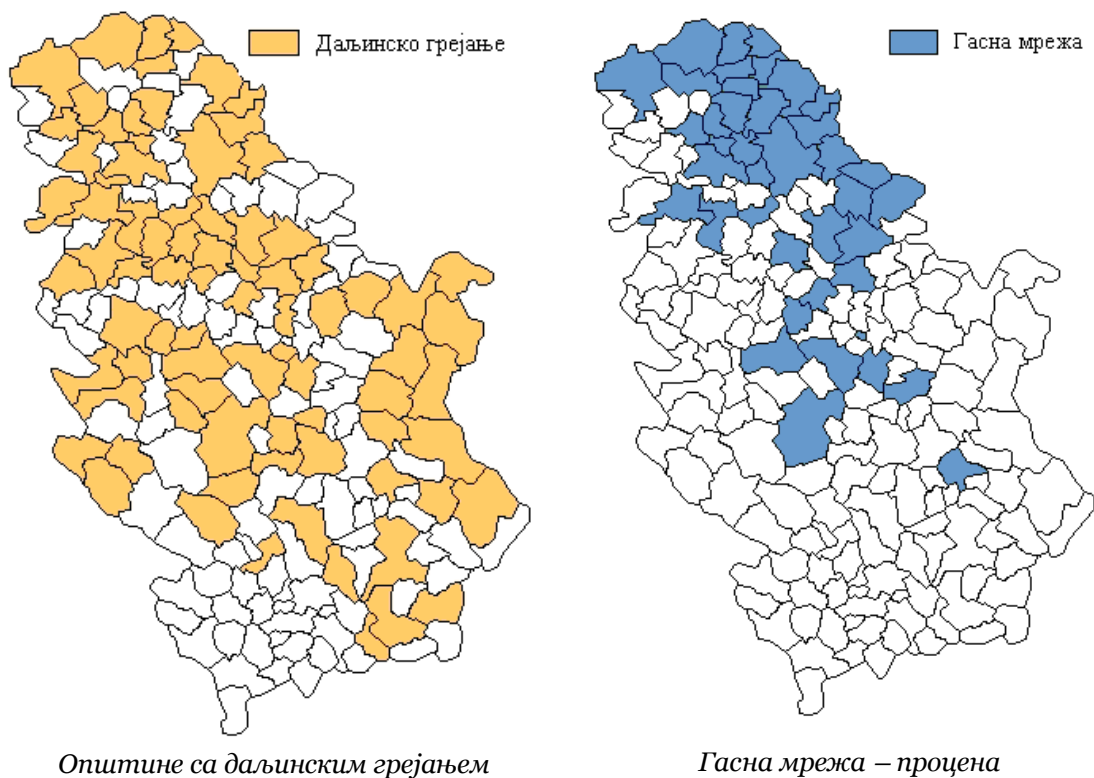 Даљинско грејање
Гасна мрежа
Општине са даљинским грејањем
Гасна мрежа – процена